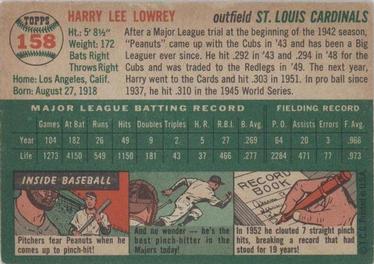 TOPPS
158
HARRY LEE LOWREY
outfield ST. LOUIS CARDINALS
Ht.: 5' 8½"
Weight: 172
Bats Right
Throws Right
Home: Los Angeles, Calif.
Born: August 27, 1918
After a Major League trial at the beginning of the 1942 season,
"Peanuts" came up with the Cubs in '43 and has been a Big
Leaguer ever since. He hit .292 in '43 and .294 in '48 for the
Cubs and was traded to the Redlegs in '49. Next year,
Harry went to the Cards and hit .303 in 1951. In pro ball since
1937, he hit .310 in the 1945 World Series.
MAJOR LEAGUE BATTING RECORD
FIELDING RECORD
Games At Bat Runs Hits Doubles Triples H.R. R.B.I. B. Avg. P.O. Assists Errors F. Avg.
Year 104 182 26 49 9 2 5 27 .269 64 2
LIFE 1273 4150 551 1150 181 43 37 2284 471 .973
INSIDE BASEBALL
Pitchers fear Peanuts when he
comes up to pinch-hit!
And no wonder — he's the
best pinch-hitter in the
Majors today!
RECORD
BOOK
In 1952 he clouted 7 straight pinch
hits, breaking a record that had
stood for 19 years!